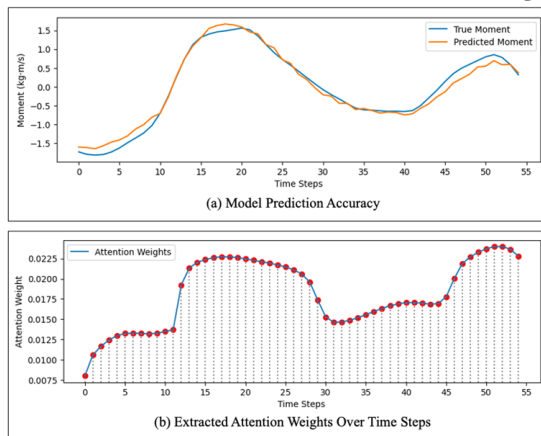 1.5
1.0
0.5
0.0
−0.5
−1.0
−1.5
Moment (kg·m/s)
True Moment
Predicted Moment
0 5 10 15 20 25 30 35 40 45 50 55
Time Steps
(a) Model Prediction Accuracy
0.0225
0.0200
0.0175
0.0150
0.0125
0.0100
0.0075
Attention Weight
Attention Weights
0 5 10 15 20 25 30 35 40 45 50 55
Time Steps
(b) Extracted Attention Weights Over Time Steps